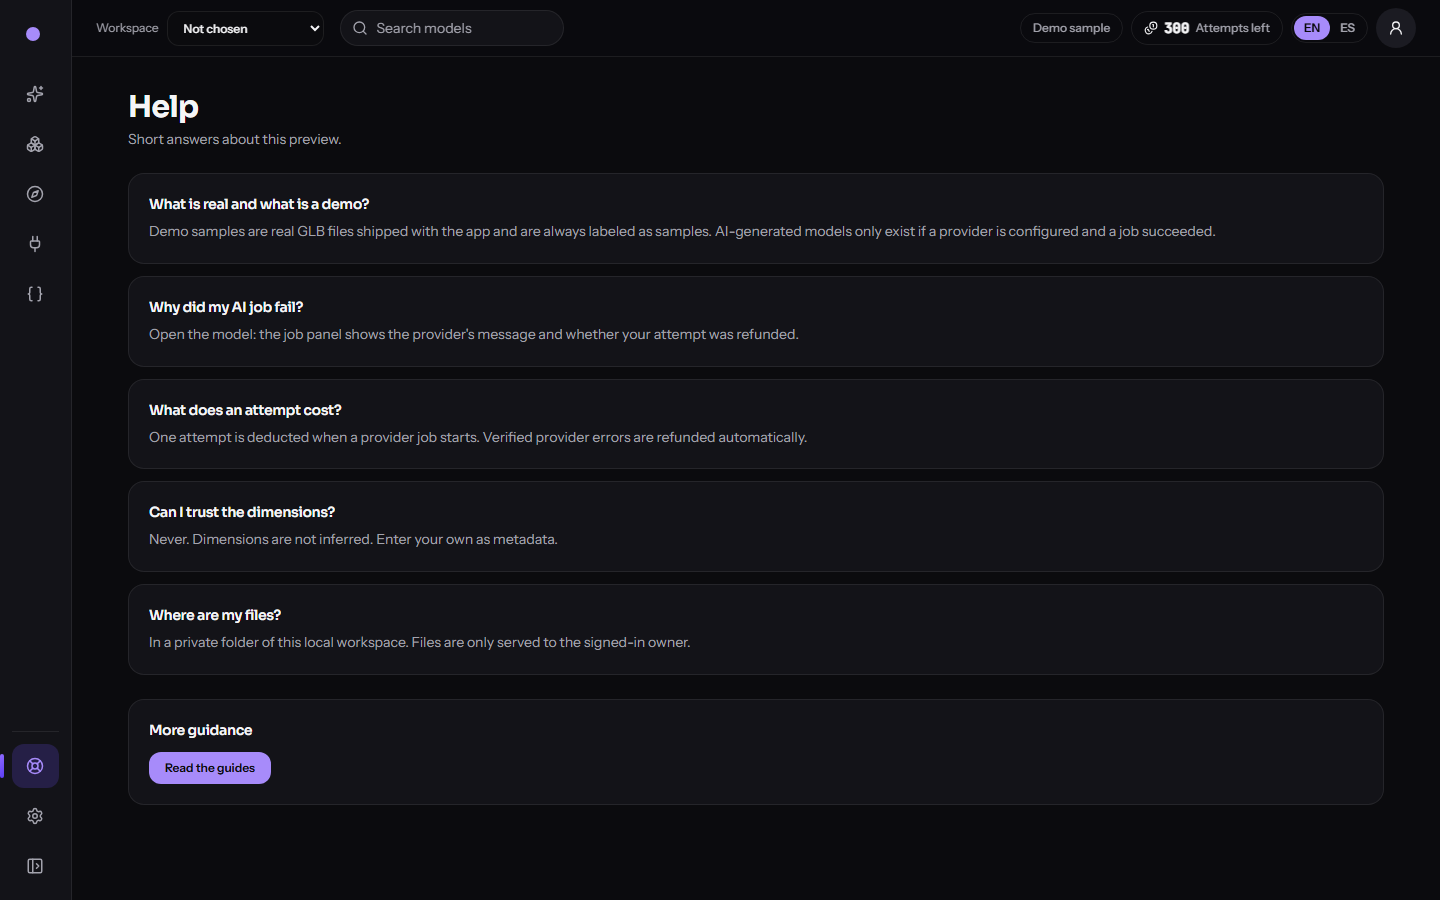 Workspace
Not chosen
Search models
Demo sample
300 Attempts left
EN
ES
Help
Short answers about this preview.
What is real and what is a demo?
Demo samples are real GLB files shipped with the app and are always labeled as samples. AI-generated models only exist if a provider is configured and a job succeeded.
Why did my AI job fail?
Open the model: the job panel shows the provider's message and whether your attempt was refunded.
What does an attempt cost?
One attempt is deducted when a provider job starts. Verified provider errors are refunded automatically.
Can I trust the dimensions?
Never. Dimensions are not inferred. Enter your own as metadata.
Where are my files?
In a private folder of this local workspace. Files are only served to the signed-in owner.
More guidance
Read the guides